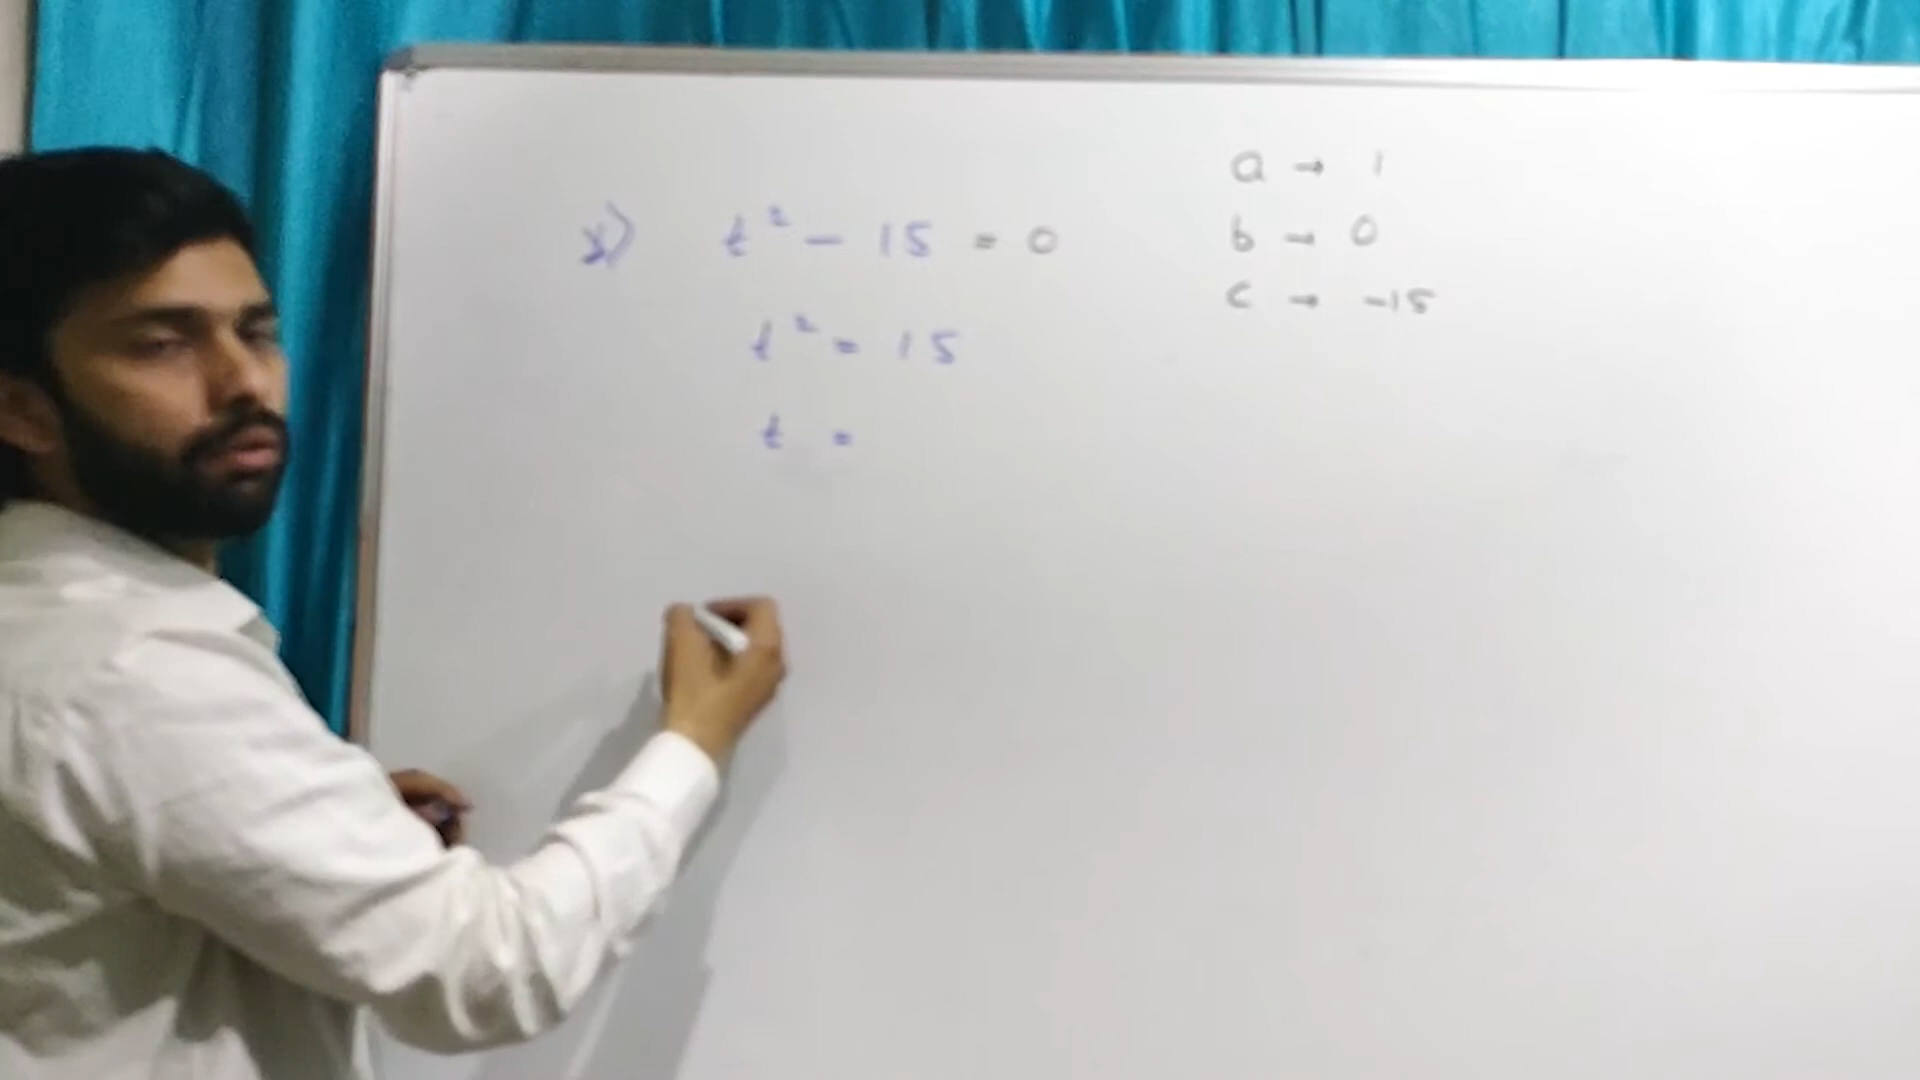 t² - 15 = 0
t² = 15
t =
a → 1
b → 0
c → -15